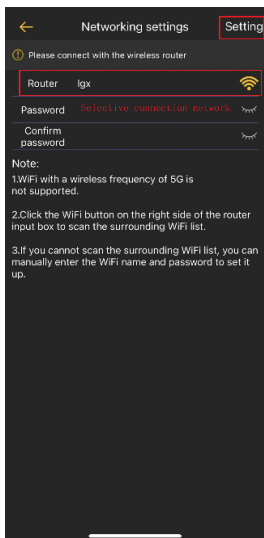 Networking settings Setting
Please connect with the wireless router
Router lgx
Password Selective connection network
Confirm
password
Note:
1.WiFi with a wireless frequency of 5G is
not supported.
2.Click the WiFi button on the right side of the router
input box to scan the surrounding WiFi list.
3.If you cannot scan the surrounding WiFi list, you can
manually enter the WiFi name and password to set it
up.